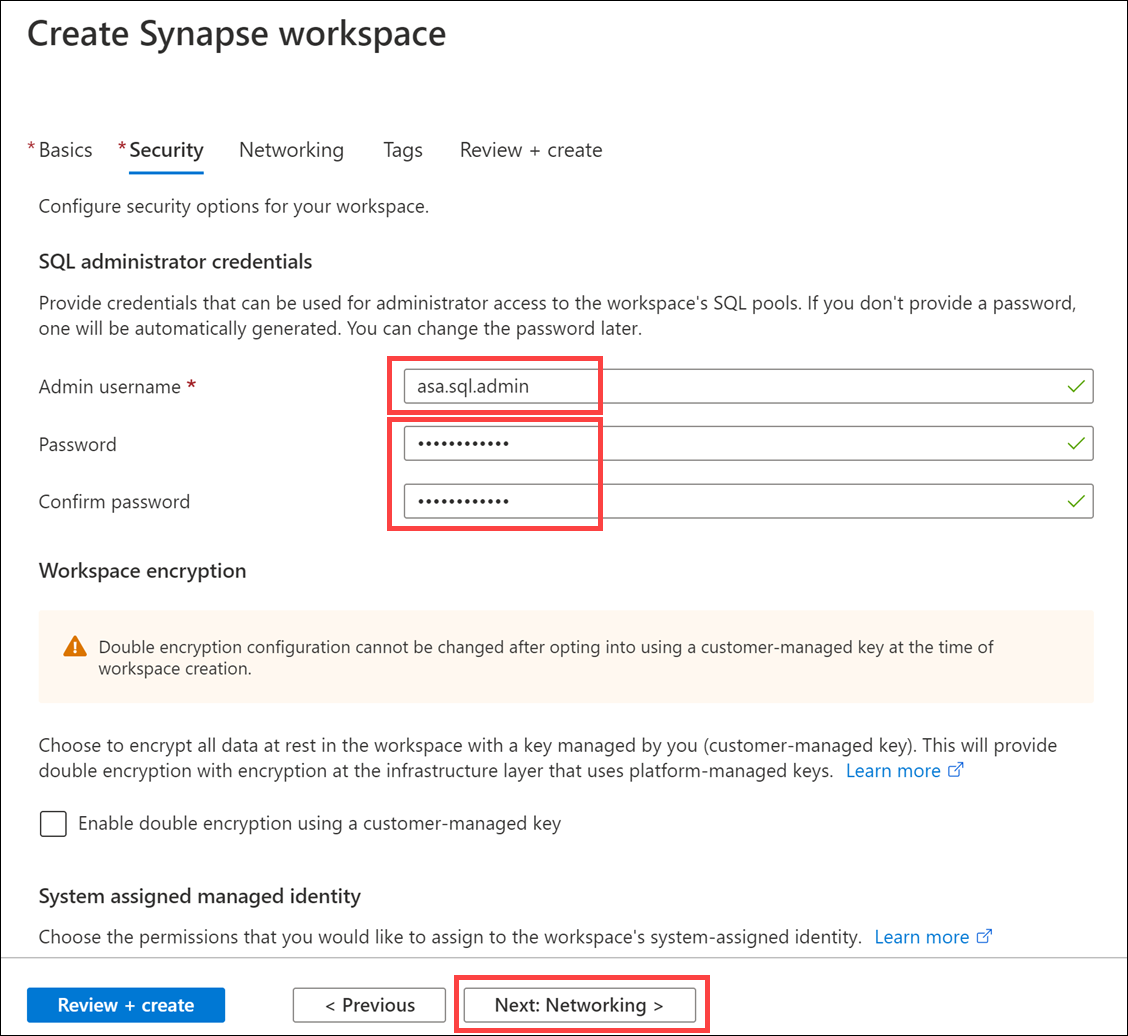 Create Synapse workspace
* Basics * Security Networking Tags Review + create
Configure security options for your workspace.
SQL administrator credentials
Provide credentials that can be used for administrator access to the workspace's SQL pools. If you don't provide a password,
one will be automatically generated. You can change the password later.
Admin username * asa.sql.admin
Password ••••••••••••
Confirm password ••••••••••••
Workspace encryption
Double encryption configuration cannot be changed after opting into using a customer-managed key at the time of
workspace creation.
Choose to encrypt all data at rest in the workspace with a key managed by you (customer-managed key). This will provide
double encryption with encryption at the infrastructure layer that uses platform-managed keys. Learn more
Enable double encryption using a customer-managed key
System assigned managed identity
Choose the permissions that you would like to assign to the workspace's system-assigned identity. Learn more
Review + create < Previous Next: Networking >